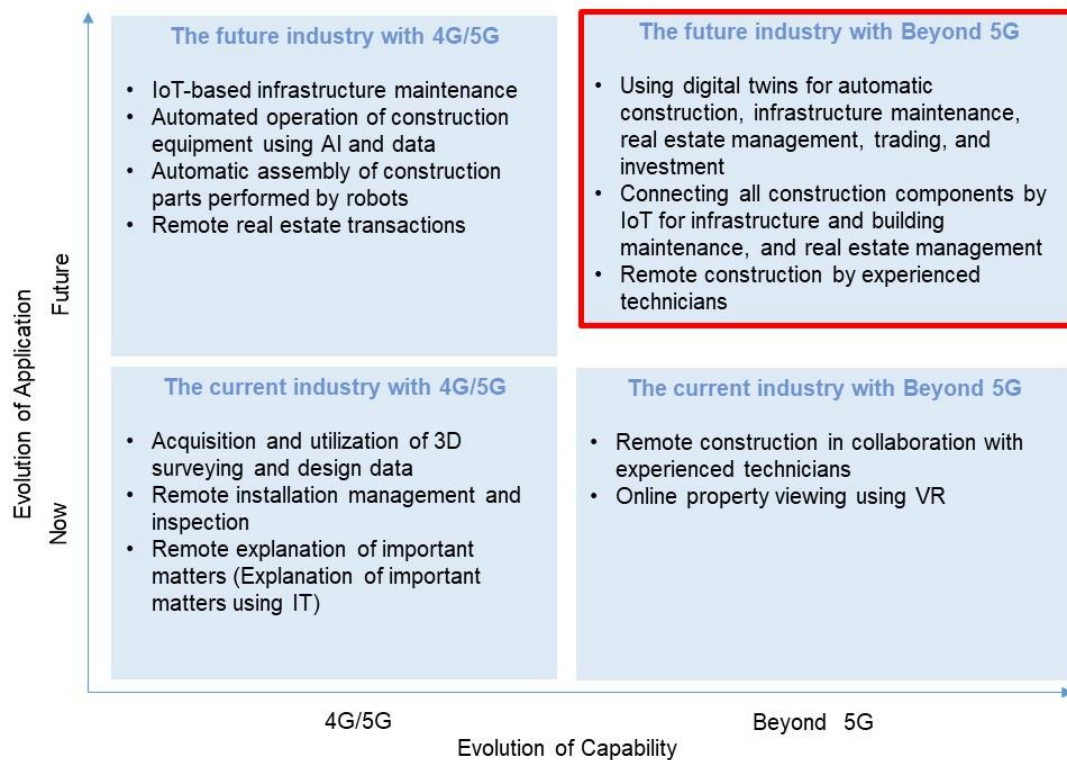 The future industry with 4G/5G
• IoT-based infrastructure maintenance
• Automated operation of construction
equipment using AI and data
• Automatic assembly of construction
parts performed by robots
• Remote real estate transactions
The future industry with Beyond 5G
• Using digital twins for automatic
construction, infrastructure maintenance,
real estate management, trading, and
investment
• Connecting all construction components by
IoT for infrastructure and building
maintenance, and real estate management
• Remote construction by experienced
technicians
The current industry with 4G/5G
• Acquisition and utilization of 3D
surveying and design data
• Remote installation management and
inspection
• Remote explanation of important
matters (Explanation of important
matters using IT)
The current industry with Beyond 5G
• Remote construction in collaboration with
experienced technicians
• Online property viewing using VR
Evolution of Application
Future
Now
4G/5G
Beyond 5G
Evolution of Capability